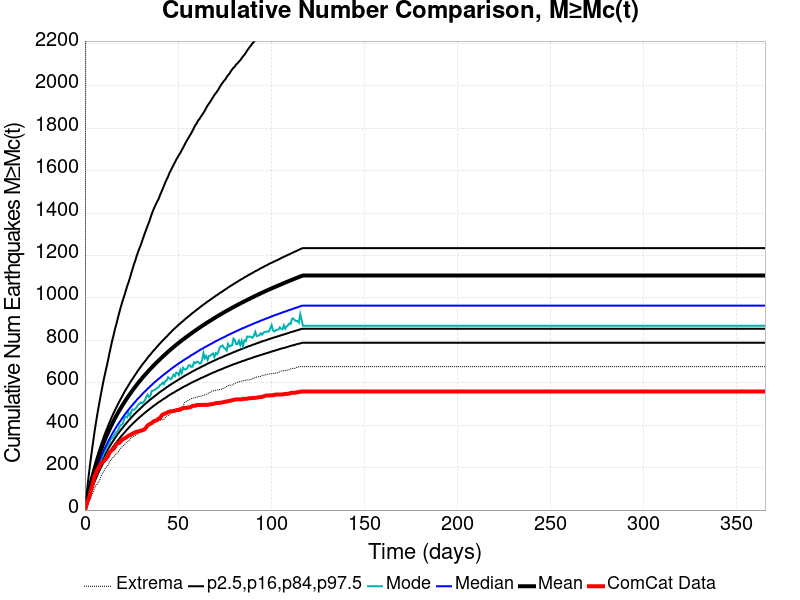 Cumulative Number Comparison, M≥Mc(t)
Cumulative Num Earthquakes M≥Mc(t)
2200
2000
1800
1600
1400
1200
1000
800
600
400
200
0
0 50 100 150 200 250 300 350
Time (days)
Extrema p2.5,p16,p84,p97.5 Mode Median Mean ComCat Data